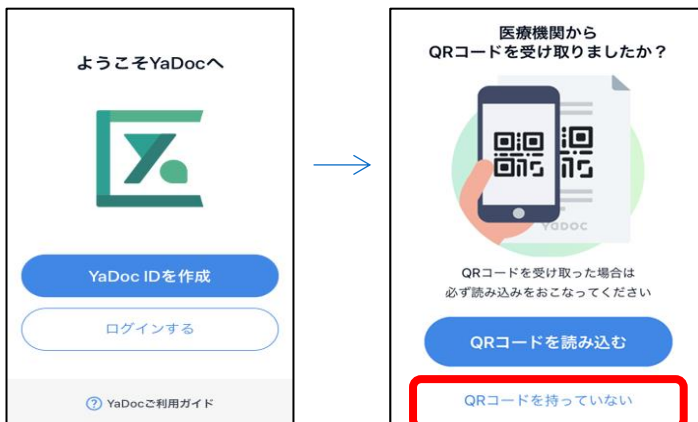 ようこそYaDocへ
YaDoc IDを作成
ログインする
? YaDocご利用ガイド
医療機関から
QRコードを受け取りましたか？
YaDOC
QRコードを受け取った場合は
必ず読み込みをおこなってください
QRコードを読み込む
QRコードを持っていない